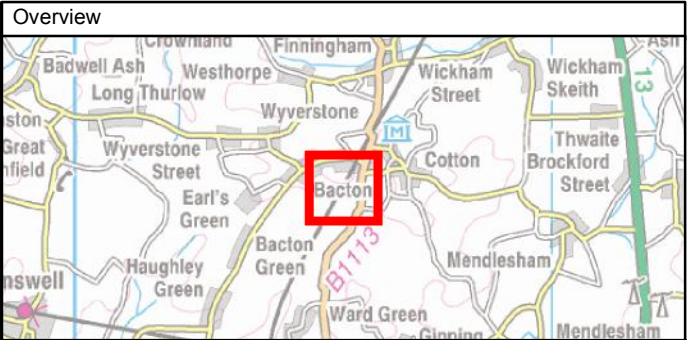 Overview
Crowland
Finningham
Ash
Badwell Ash
Westhorpe
Wickham
Street
Wickham
Skeith
13
Long Thurlow
Wyverstone
ston
Great
nfield
Wyverstone
Street
M
Cotton
Thwaite
Brockford
Street
Earl's
Green
Bacton
Bacton
Green
B1113
Mendlesham
Haughley
Green
nswell
Ward Green
Gipping
Mendlesham